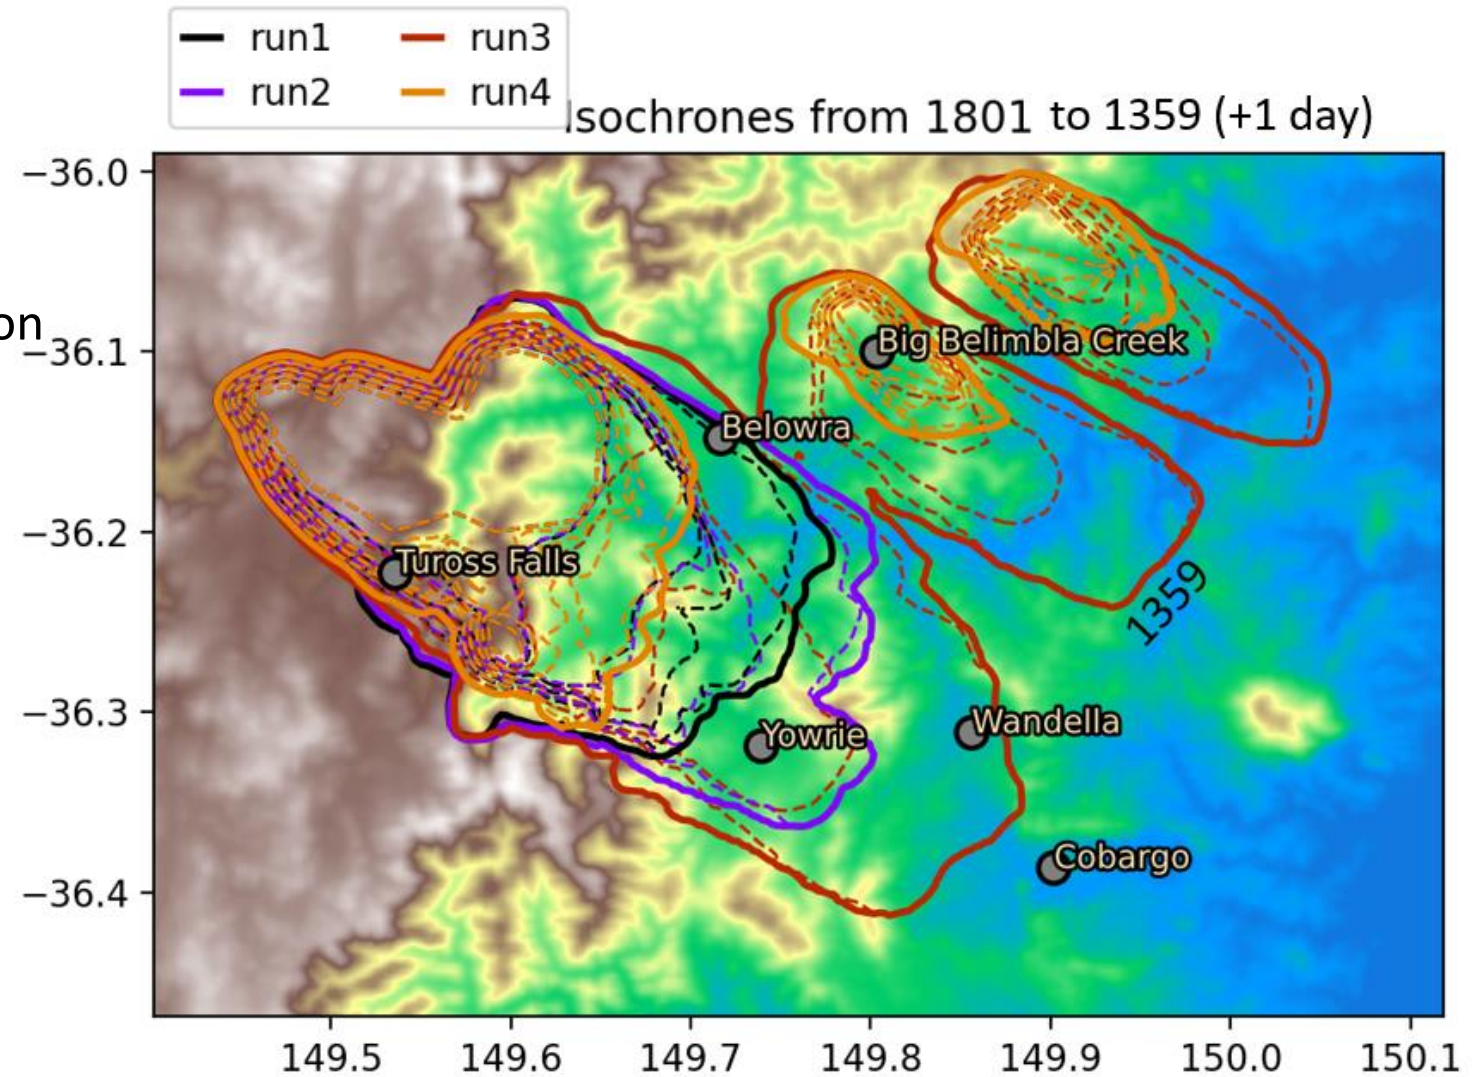 run1 run3
run2 run4
Isochrones from 1801 to 1359 (+1 day)
−36.0
on
−36.1
Big Belimbla Creek
Belowra
−36.2
Tuross Falls
1359
−36.3
Yowrie
Wandella
Cobargo
−36.4
149.5 149.6 149.7 149.8 149.9 150.0 150.1